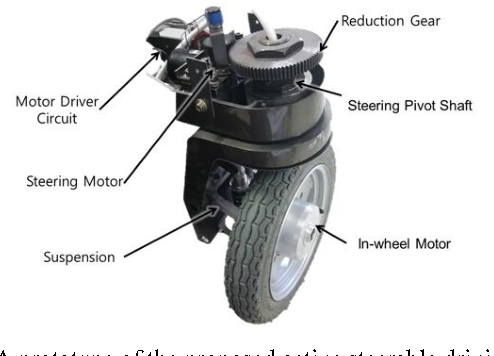 Reduction Gear
Motor Driver
Circuit
Steering Pivot Shaft
Steering Motor
Suspension
In-wheel Motor
A prototype of the proposed active steerable